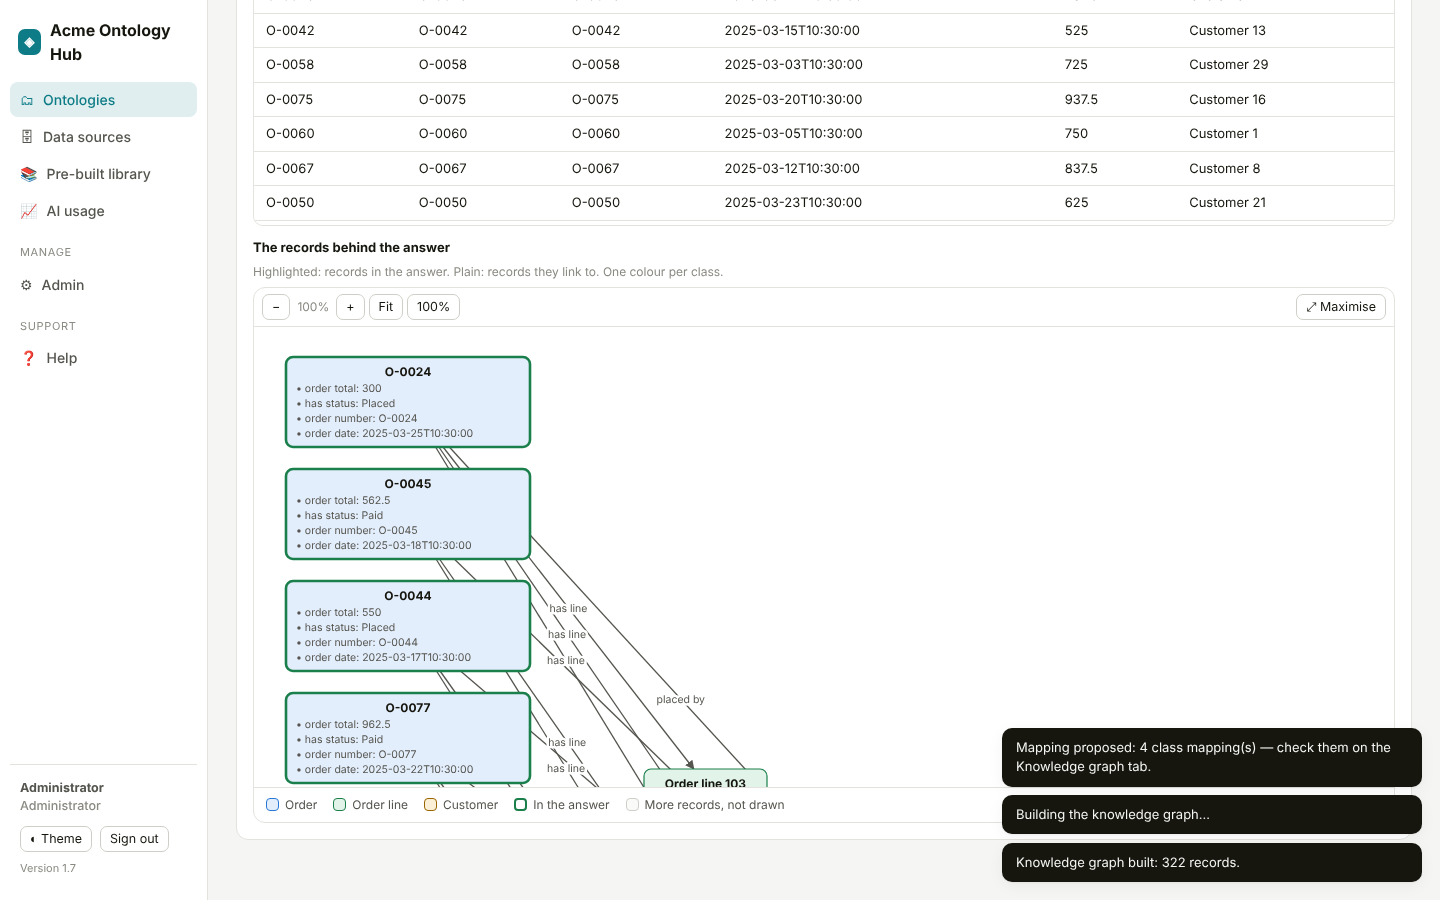 Acme Ontology
Hub
Ontologies
Data sources
Pre-built library
AI usage
MANAGE
Admin
SUPPORT
Help
Administrator
Administrator
Theme
Sign out
Version 1.7
O-0042 O-0042 O-0042 2025-03-15T10:30:00 525 Customer 13
O-0058 O-0058 O-0058 2025-03-03T10:30:00 725 Customer 29
O-0075 O-0075 O-0075 2025-03-20T10:30:00 937.5 Customer 16
O-0060 O-0060 O-0060 2025-03-05T10:30:00 750 Customer 1
O-0067 O-0067 O-0067 2025-03-12T10:30:00 837.5 Customer 8
O-0050 O-0050 O-0050 2025-03-23T10:30:00 625 Customer 21
The records behind the answer
Highlighted: records in the answer. Plain: records they link to. One colour per class.
− 100% + Fit 100% ⤢ Maximise
O-0024
• order total: 300
• has status: Placed
• order number: O-0024
• order date: 2025-03-25T10:30:00
O-0045
• order total: 562.5
• has status: Paid
• order number: O-0045
• order date: 2025-03-18T10:30:00
O-0044
• order total: 550
• has status: Placed
• order number: O-0044
• order date: 2025-03-17T10:30:00
O-0077
• order total: 962.5
• has status: Paid
• order number: O-0077
• order date: 2025-03-22T10:30:00
has line
has line
has line
placed by
has line
has line
Order line 103
Order Order line Customer In the answer More records, not drawn
Mapping proposed: 4 class mapping(s) — check them on the
Knowledge graph tab.
Building the knowledge graph…
Knowledge graph built: 322 records.